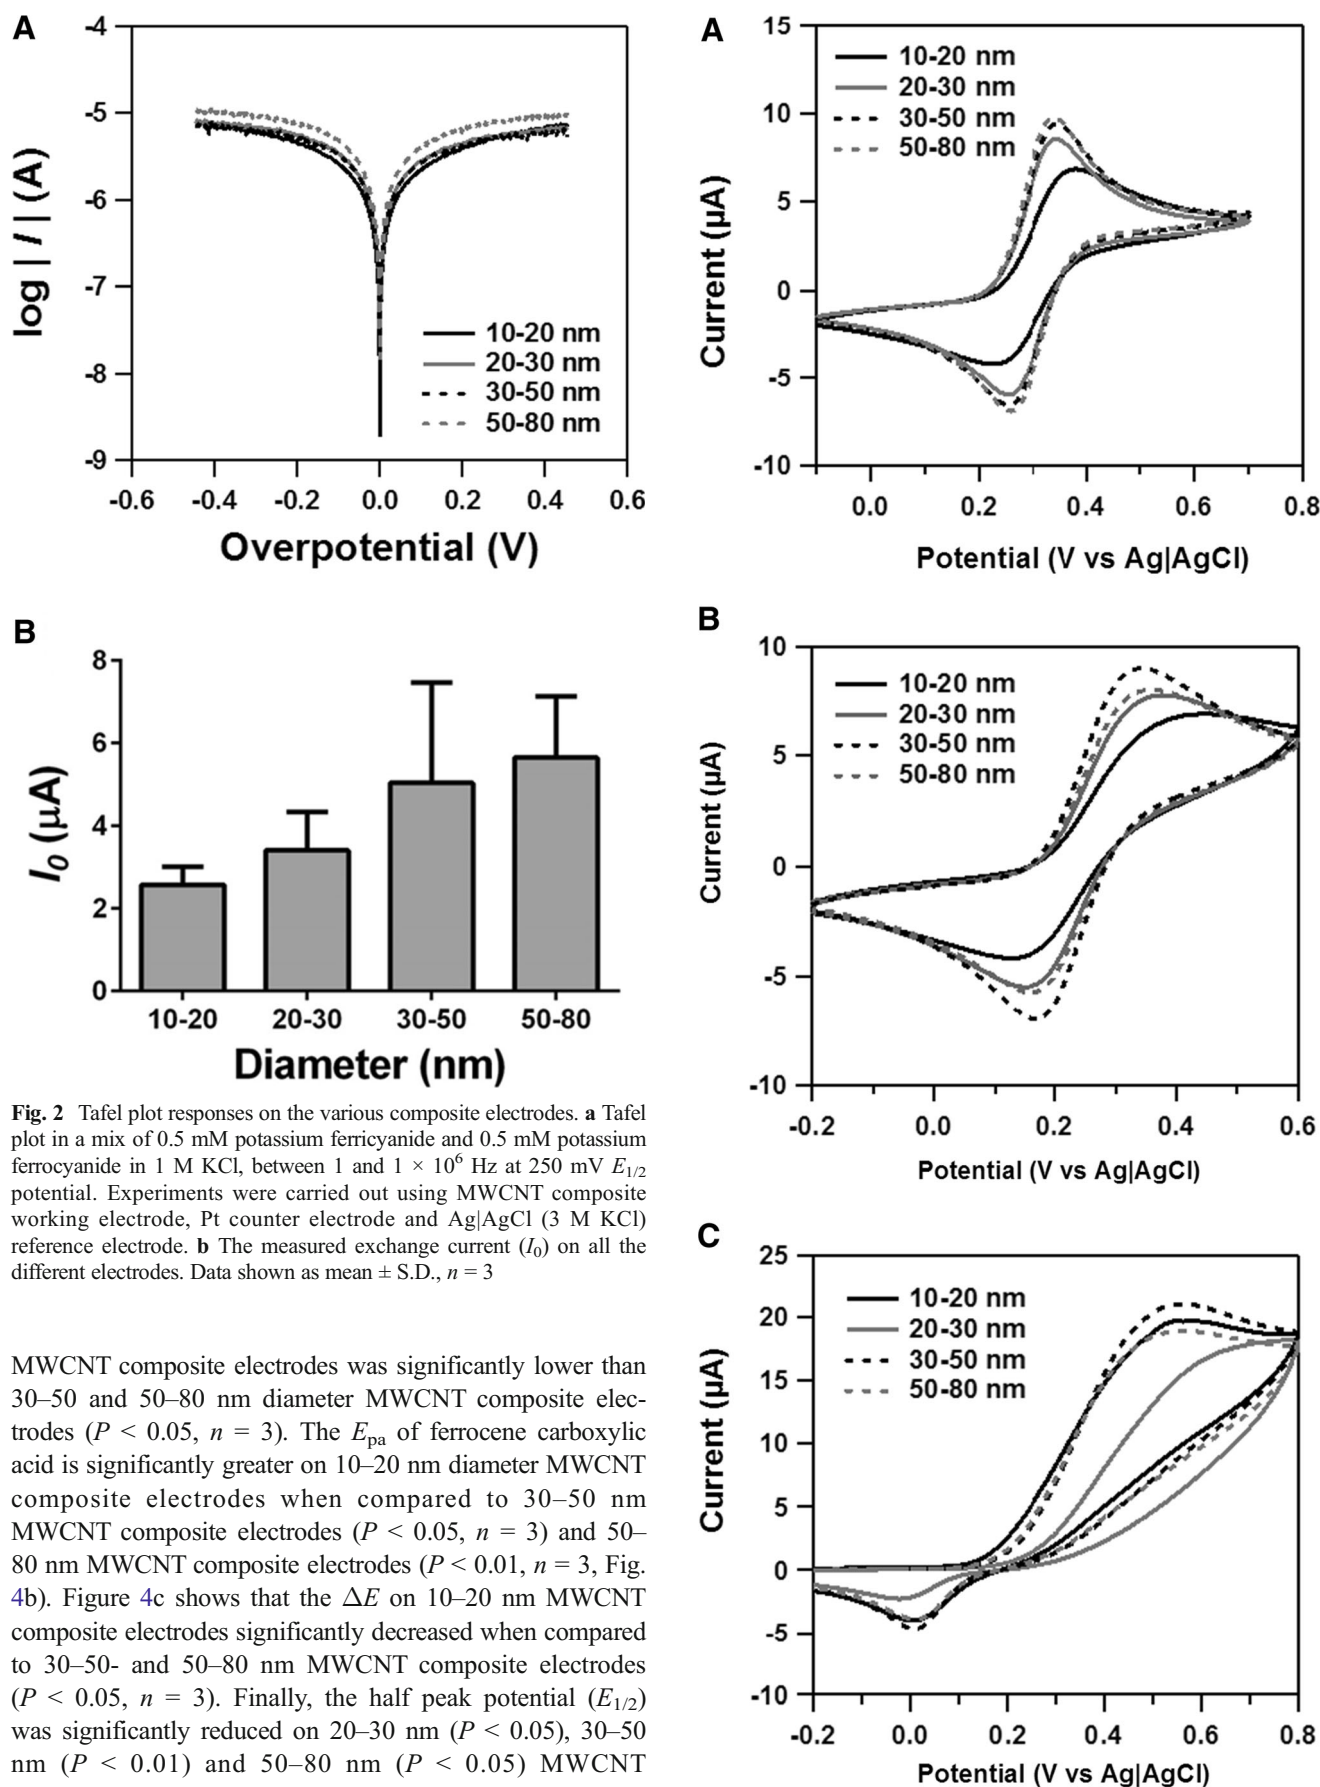 A
-4
-5
-6
-7
-8
-9
log | I | (A)
10-20 nm
20-30 nm
30-50 nm
50-80 nm
-0.6 -0.4 -0.2 0.0 0.2 0.4 0.6
Overpotential (V)
B
8
6
4
2
0
I0 (μA)
10-20 20-30 30-50 50-80
Diameter (nm)
Fig. 2 Tafel plot responses on the various composite electrodes. a Tafel
plot in a mix of 0.5 mM potassium ferricyanide and 0.5 mM potassium
ferrocyanide in 1 M KCl, between 1 and 1 × 10⁶ Hz at 250 mV E1/2
potential. Experiments were carried out using MWCNT composite
working electrode, Pt counter electrode and Ag|AgCl (3 M KCl)
reference electrode. b The measured exchange current (I0) on all the
different electrodes. Data shown as mean ± S.D., n = 3
MWCNT composite electrodes was significantly lower than
30–50 and 50–80 nm diameter MWCNT composite elec-
trodes (P < 0.05, n = 3). The Epa of ferrocene carboxylic
acid is significantly greater on 10–20 nm diameter MWCNT
composite electrodes when compared to 30–50 nm
MWCNT composite electrodes (P < 0.05, n = 3) and 50–
80 nm MWCNT composite electrodes (P < 0.01, n = 3, Fig.
4b). Figure 4c shows that the ΔE on 10–20 nm MWCNT
composite electrodes significantly decreased when compared
to 30–50- and 50–80 nm MWCNT composite electrodes
(P < 0.05, n = 3). Finally, the half peak potential (E1/2)
was significantly reduced on 20–30 nm (P < 0.05), 30–50
nm (P < 0.01) and 50–80 nm (P < 0.05) MWCNT
A
15
10
5
0
-5
-10
Current (μA)
10-20 nm
20-30 nm
30-50 nm
50-80 nm
0.0 0.2 0.4 0.6 0.8
Potential (V vs Ag|AgCl)
B
10
5
0
-5
-10
Current (μA)
10-20 nm
20-30 nm
30-50 nm
50-80 nm
-0.2 0.0 0.2 0.4 0.6
Potential (V vs Ag|AgCl)
C
25
20
15
10
5
0
-5
-10
Current (μA)
10-20 nm
20-30 nm
30-50 nm
50-80 nm
-0.2 0.0 0.2 0.4 0.6 0.8
Potential (V vs Ag|AgCl)